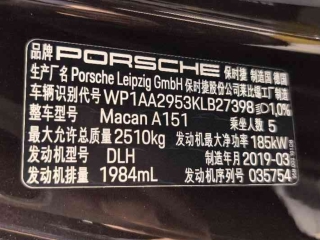 品牌 PORSCHE 保时捷 制造国 德国
生产厂名 Porsche Leipzig GmbH 保时捷股份公司莱比锡工厂
车辆识别代号 WP1AA2953KLB27398 1,0%
整车型号 Macan A151 乘坐人数 5
最大允许总质量 2510kg 发动机最大净功率 185kW
发动机型号 DLH 制造年月 2019-03
发动机排量 1984mL 发动机序列号 035754